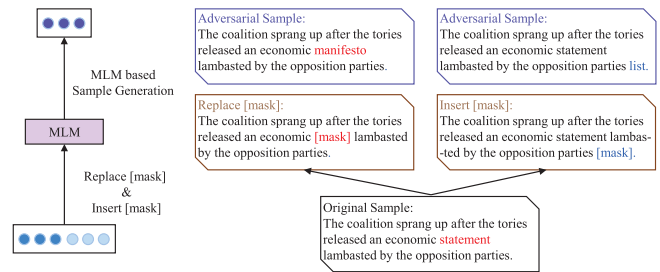 MLM based
Sample Generation
MLM
Replace [mask]
&
Insert [mask]
Adversarial Sample:
The coalition sprang up after the tories
released an economic manifesto
lambasted by the opposition parties.
Adversarial Sample:
The coalition sprang up after the tories
released an economic statement
lambasted by the opposition parties list.
Replace [mask]:
The coalition sprang up after the tories
released an economic [mask] lambasted
by the opposition parties.
Insert [mask]:
The coalition sprang up after the tories
released an economic statement lambas-
-ted by the opposition parties [mask].
Original Sample:
The coalition sprang up after the tories
released an economic statement
lambasted by the opposition parties.